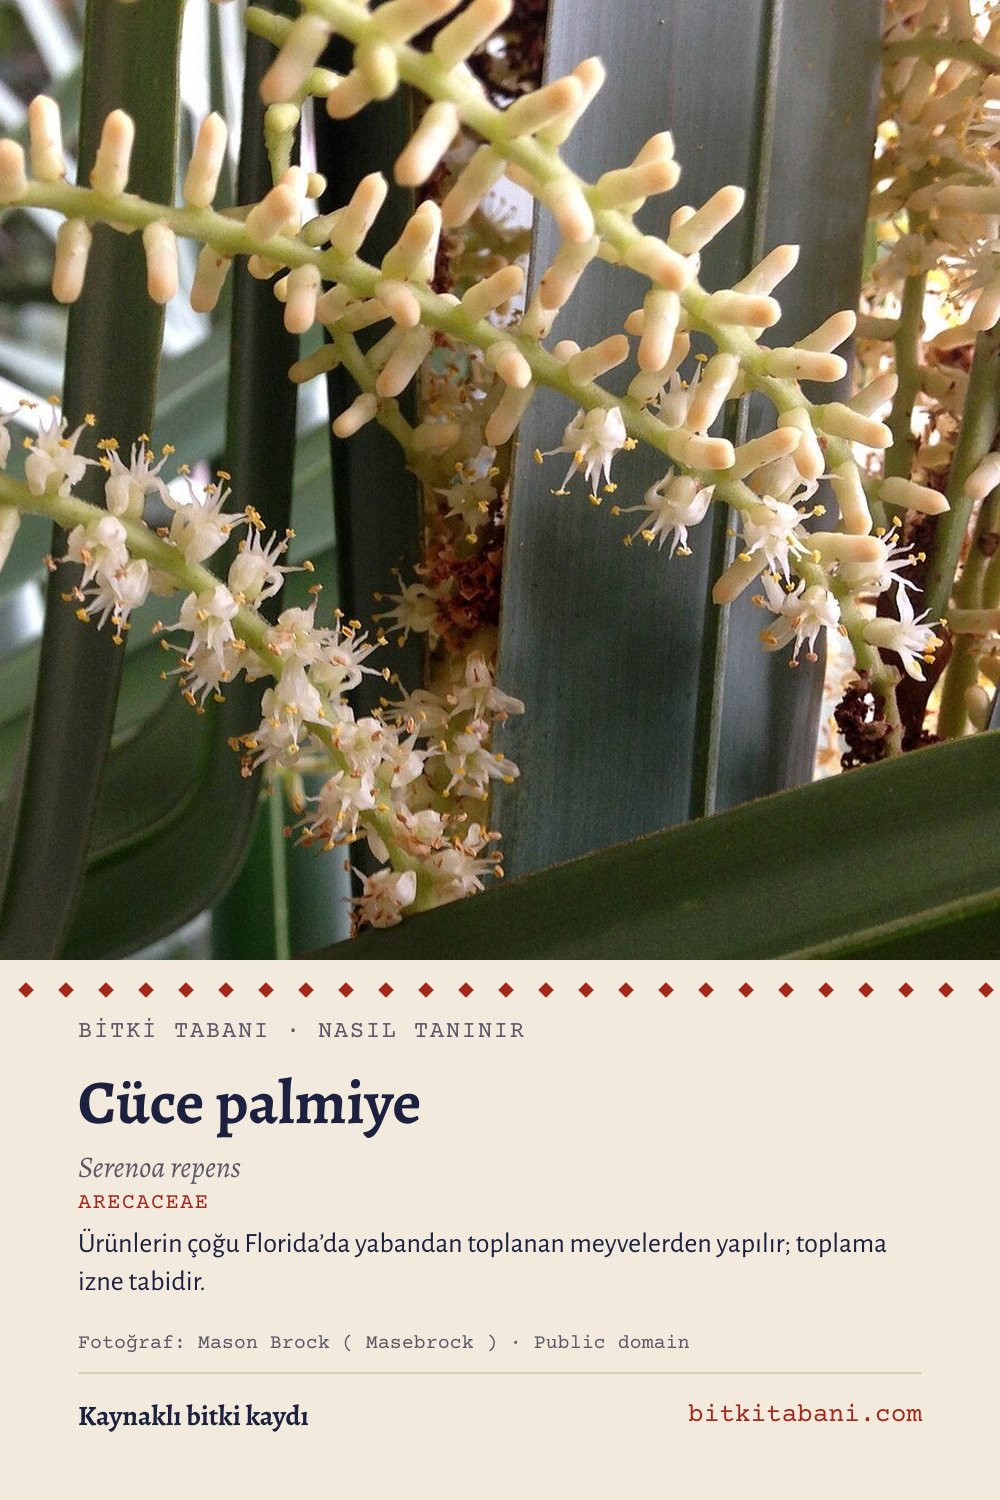 BİTKİ TABANI · NASIL TANINIR
Cüce palmiye
Serenoa repens
ARECACEAE
Ürünlerin çoğu Florida’da yabandan toplanan meyvelerden yapılır; toplama
izne tabidir.
Fotoğraf: Mason Brock ( Masebrock ) · Public domain
Kaynaklı bitki kaydı
bitkitabani.com